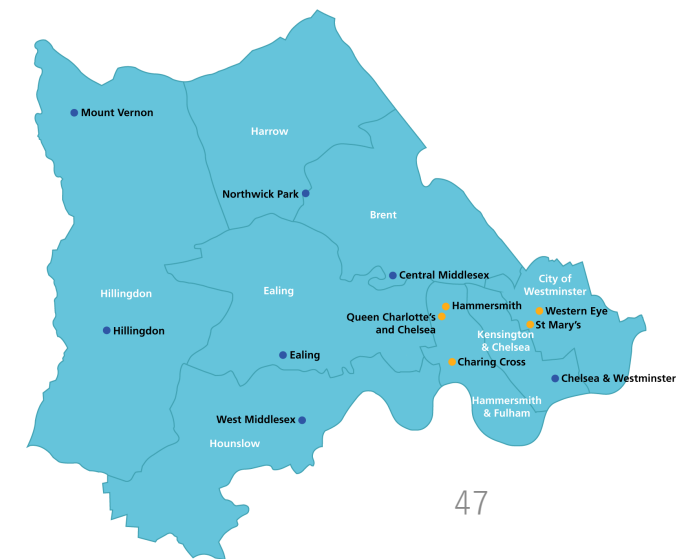 Mount Vernon
Harrow
Northwick Park
Brent
Central Middlesex
City of
Westminster
Hillingdon
Ealing
Hammersmith
Western Eye
Queen Charlotte's
and Chelsea
St Mary's
Kensington
& Chelsea
Hillingdon
Ealing
Charing Cross
Chelsea & Westminster
Hammersmith
& Fulham
West Middlesex
Hounslow
47